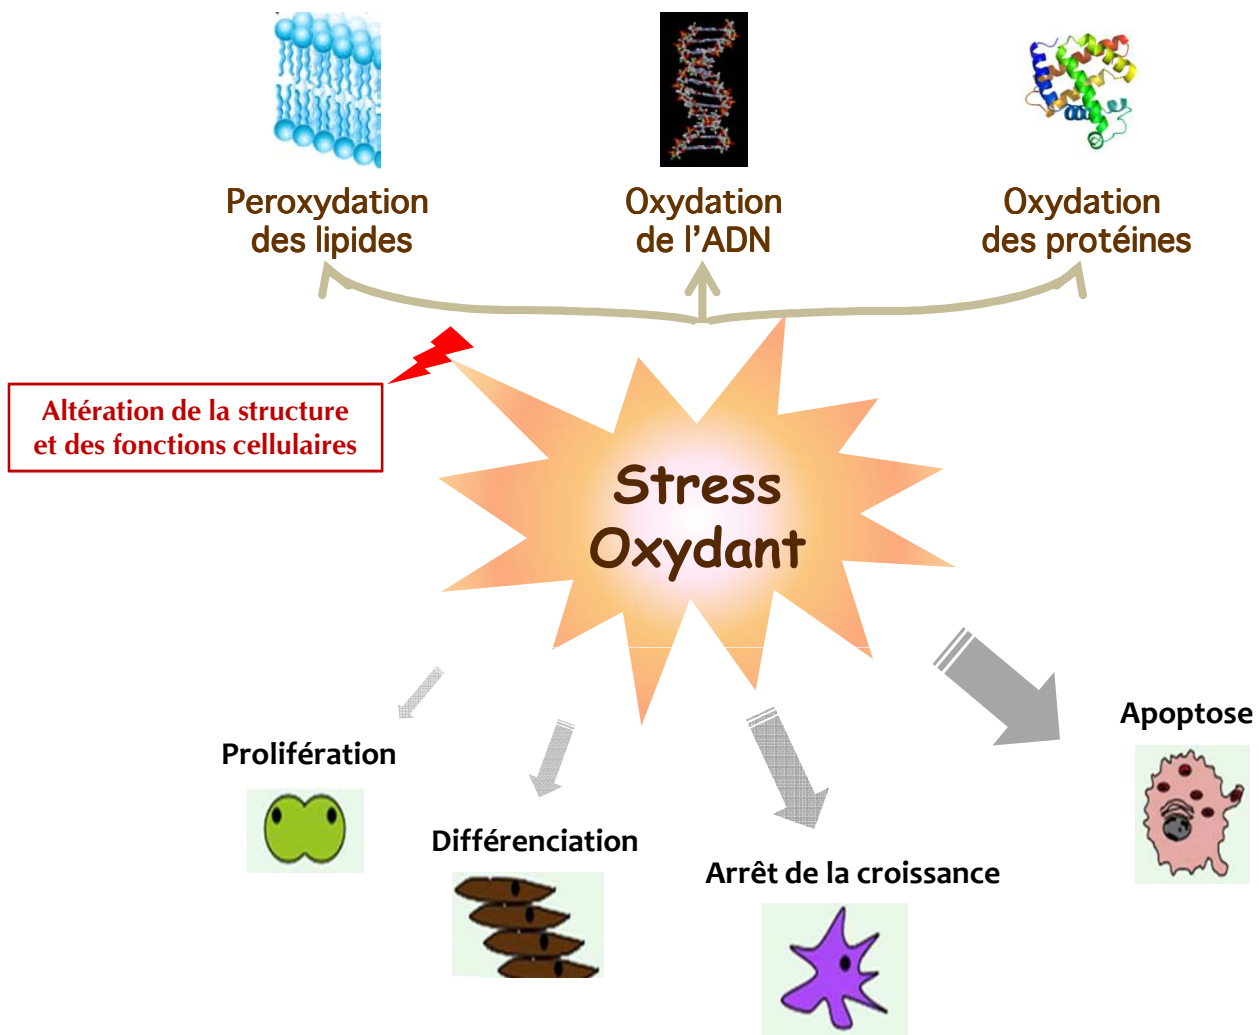 Peroxydation
des lipides
Oxydation
de l’ADN
Oxydation
des protéines
Altération de la structure
et des fonctions cellulaires
Stress
Oxydant
Prolifération
Différenciation
Arrêt de la croissance
Apoptose